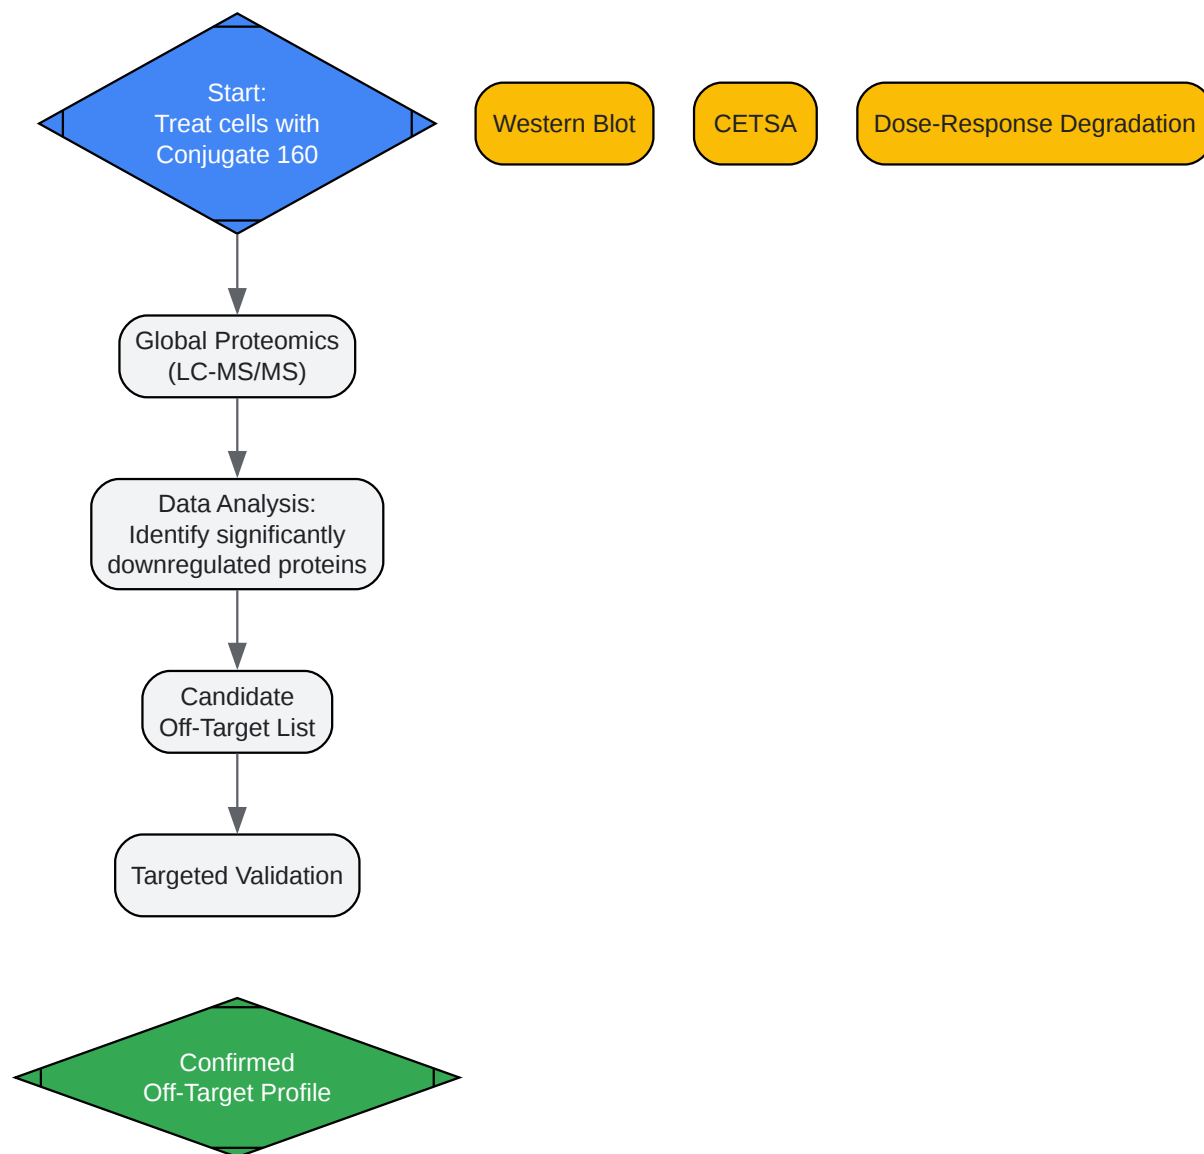 Start:
Treat cells with
Conjugate 160
Western Blot
CETSA
Dose-Response Degradation
Global Proteomics
(LC-MS/MS)
Data Analysis:
Identify significantly
downregulated proteins
Candidate
Off-Target List
Targeted Validation
Confirmed
Off-Target Profile